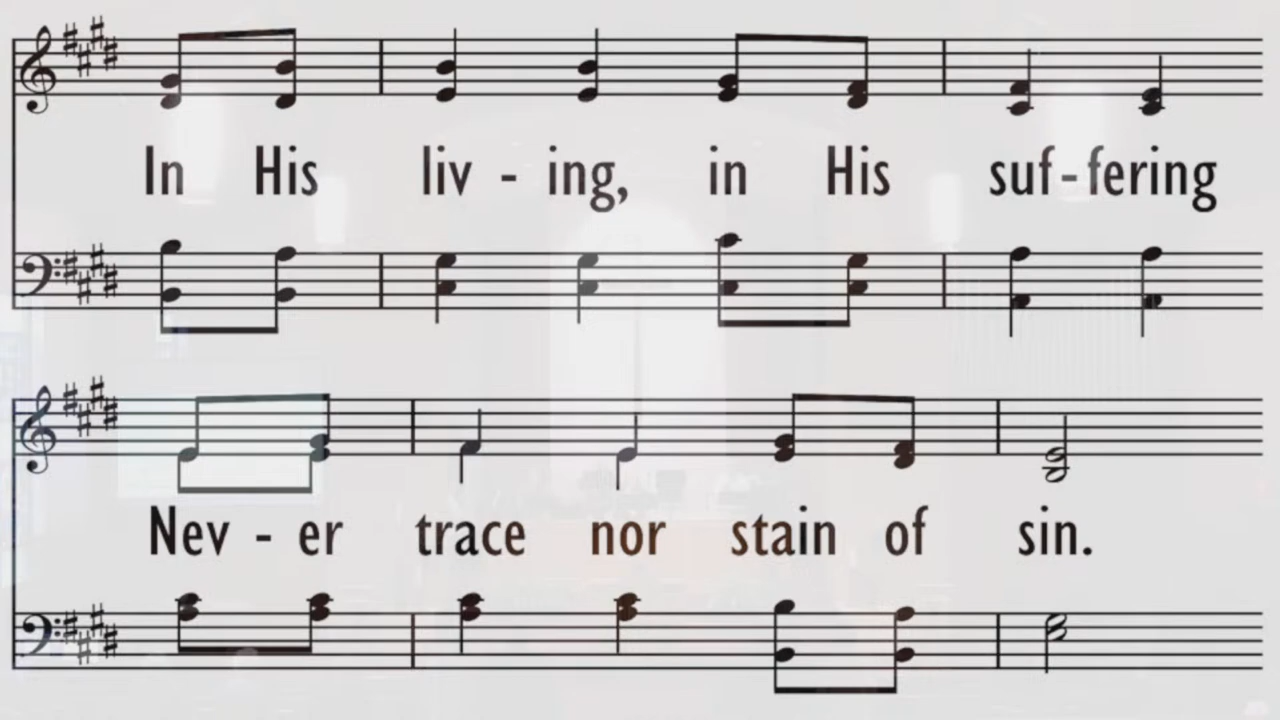 In His liv - ing, in His suf-fering
Nev - er trace nor stain of sin.